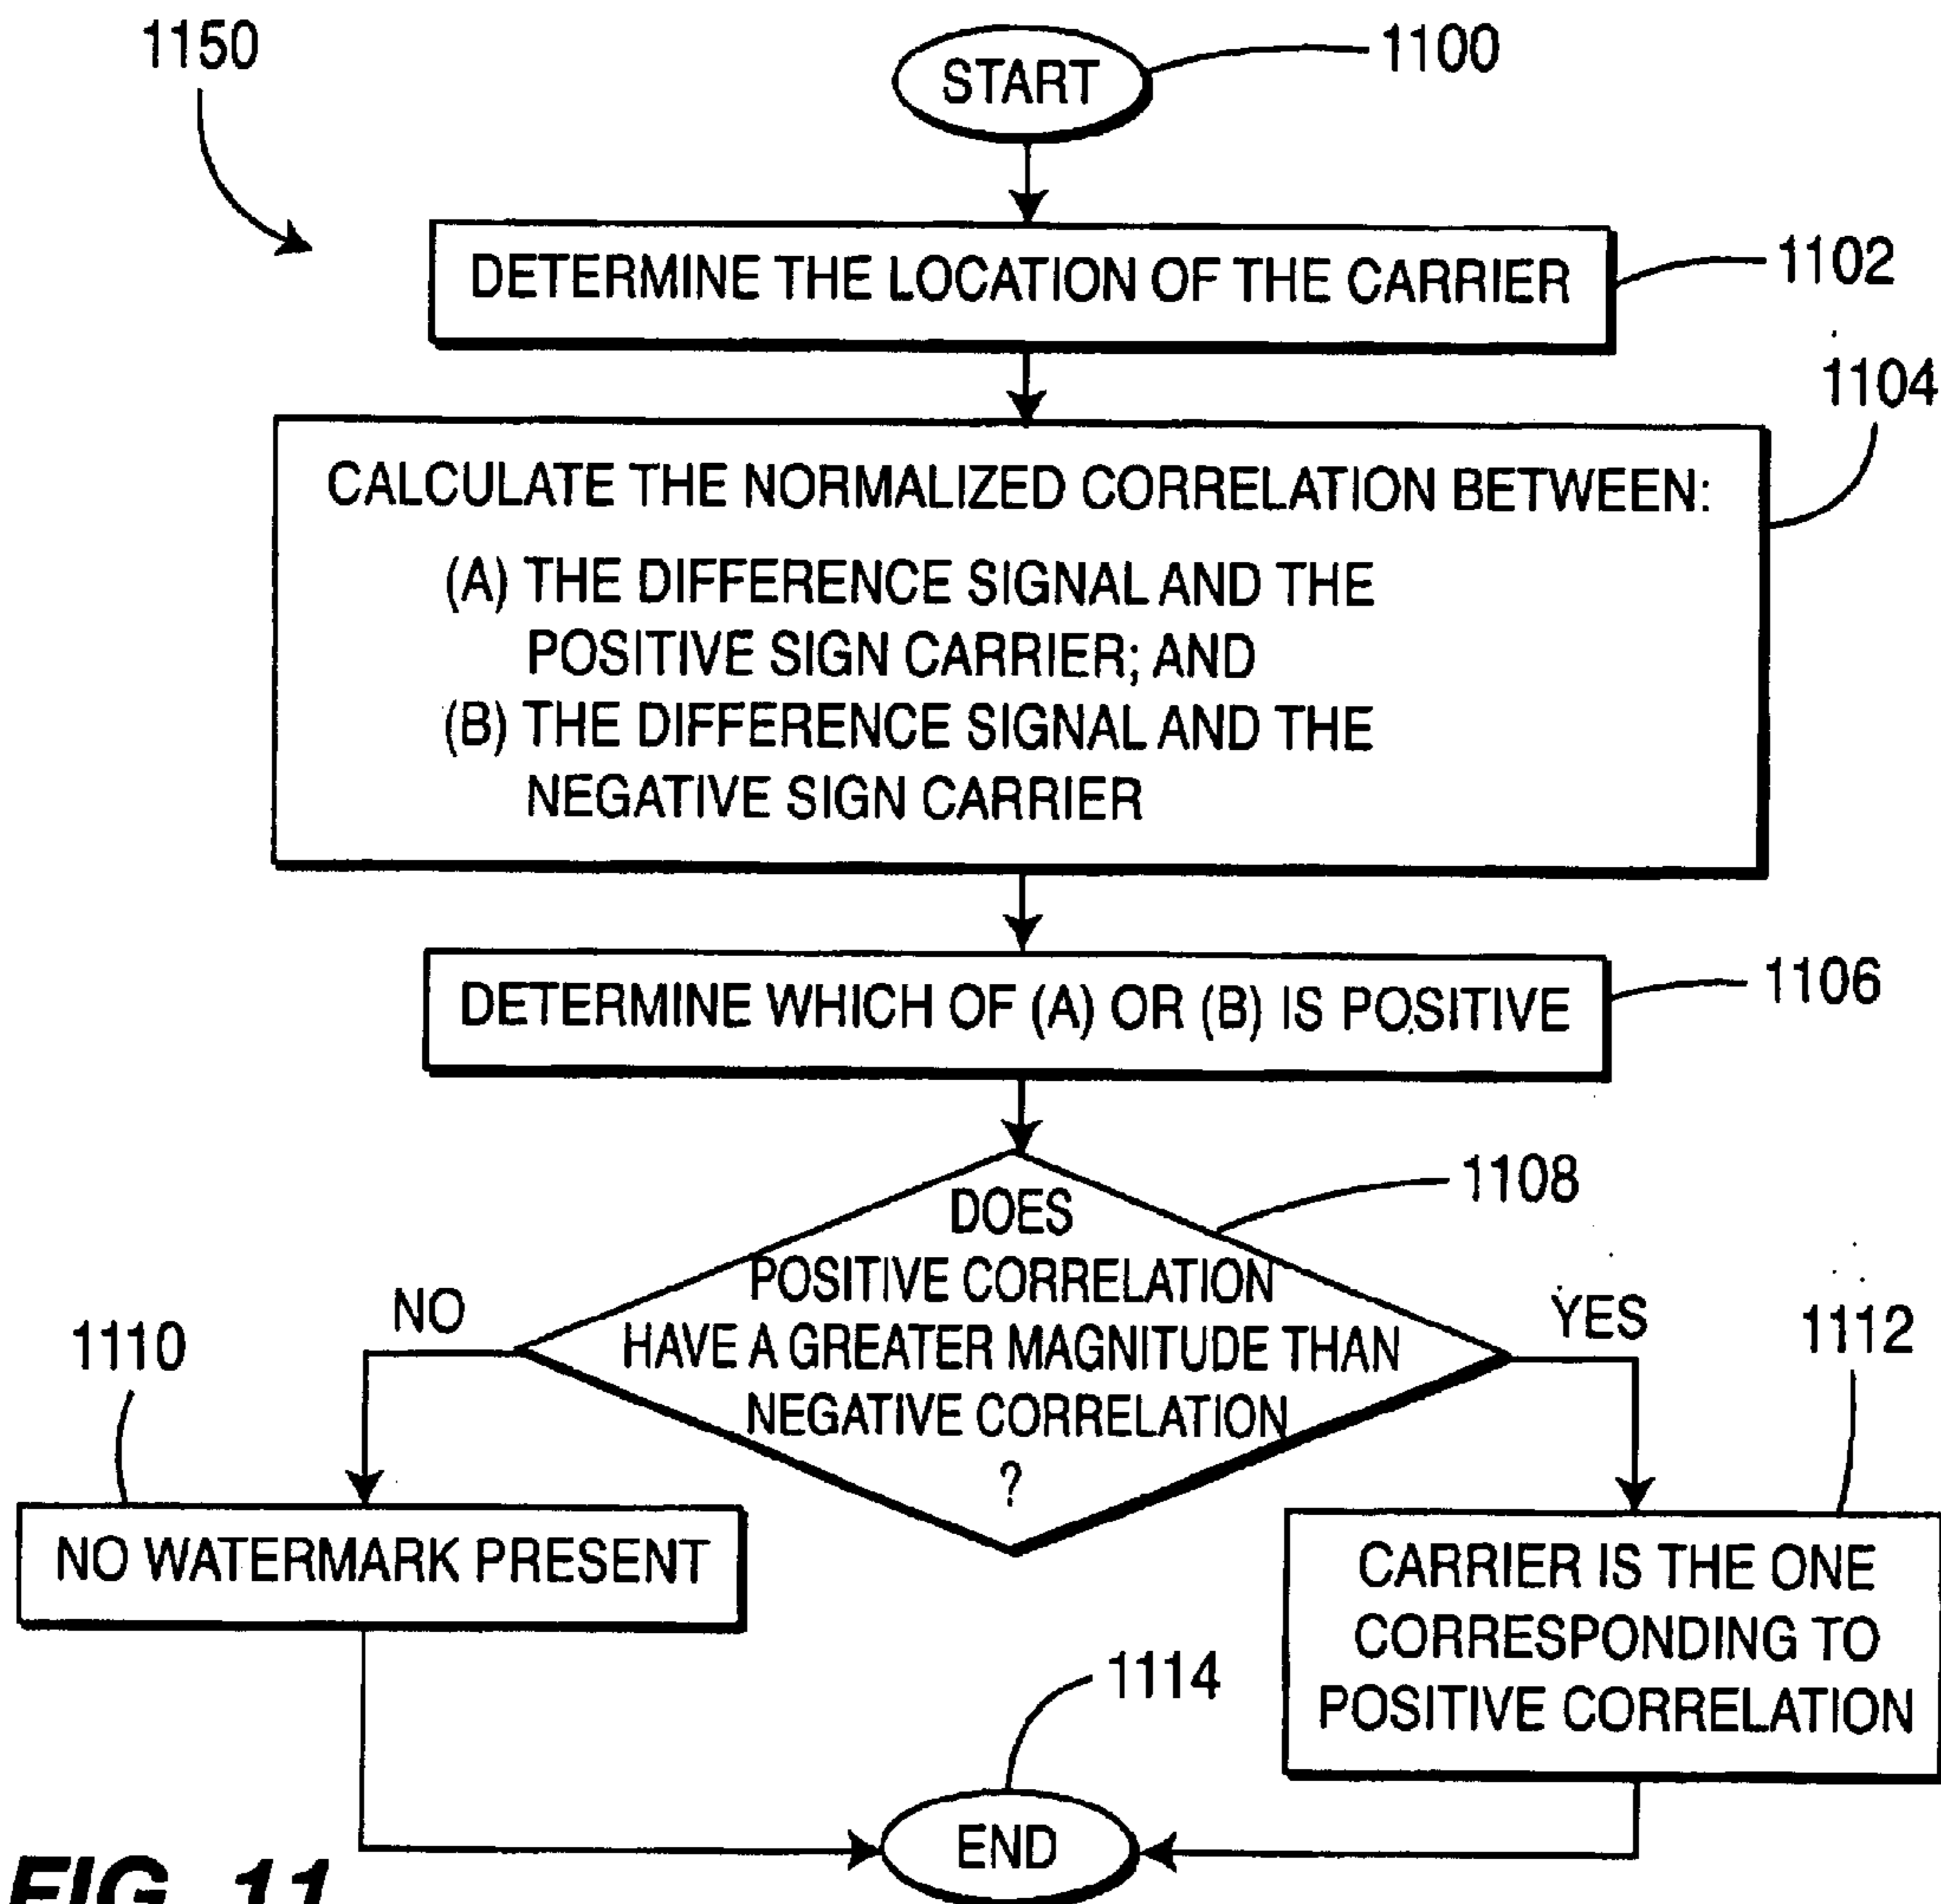 1150
START
1100
DETERMINE THE LOCATION OF THE CARRIER
1102
1104
CALCULATE THE NORMALIZED CORRELATION BETWEEN:
(A) THE DIFFERENCE SIGNAL AND THE
POSITIVE SIGN CARRIER; AND
(B) THE DIFFERENCE SIGNAL AND THE
NEGATIVE SIGN CARRIER
DETERMINE WHICH OF (A) OR (B) IS POSITIVE
1106
DOES
POSITIVE CORRELATION
HAVE A GREATER MAGNITUDE THAN
NEGATIVE CORRELATION
?
1108
NO
YES
1110
1112
NO WATERMARK PRESENT
CARRIER IS THE ONE
CORRESPONDING TO
POSITIVE CORRELATION
1114
END
FIG. 11